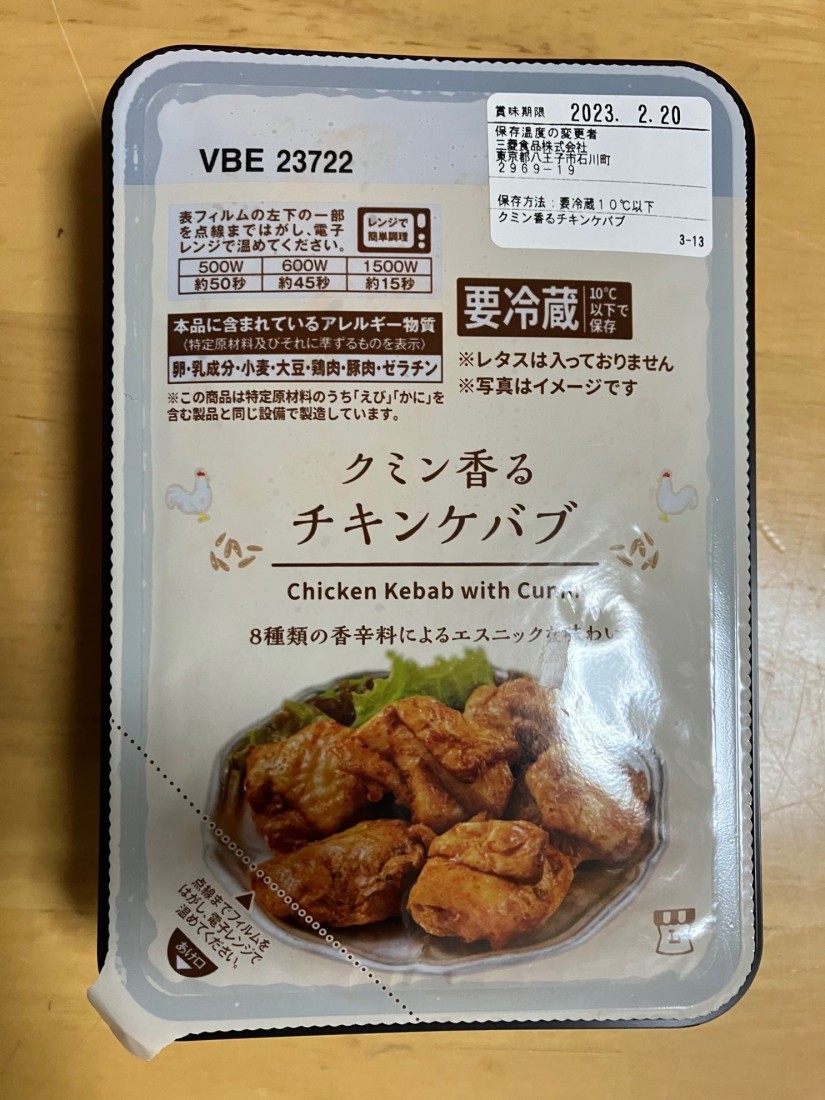 賞味期限 2023. 2.20
保存温度の変更者
三菱食品株式会社
東京都八王子市石川町
2969-19
保存方法:要冷蔵10℃以下
クミン香るチキンケバブ
3-13
VBE 23722
表フィルムの左下の一部
を点線まではがし、電子
レンジで温めてください。
レンジで
簡単調理
500W 600W 1500W
約50秒 約45秒 約15秒
要冷蔵
10℃
以下で
保存
本品に含まれているアレルギー物質
(特定原材料及びそれに準ずるものを表示)
卵・乳成分・小麦・大豆・鶏肉・豚肉・ゼラチン
※レタスは入っておりません
※写真はイメージです
※この商品は特定原材料のうち「えび」「かに」を
含む製品と同じ設備で製造しています。
クミン香る
チキンケバブ
Chicken Kebab with
8種類の香辛料によるエスニックな味わい
点線までフィルムを
はがし、電子レンジで
温めてください。
あけ口
L